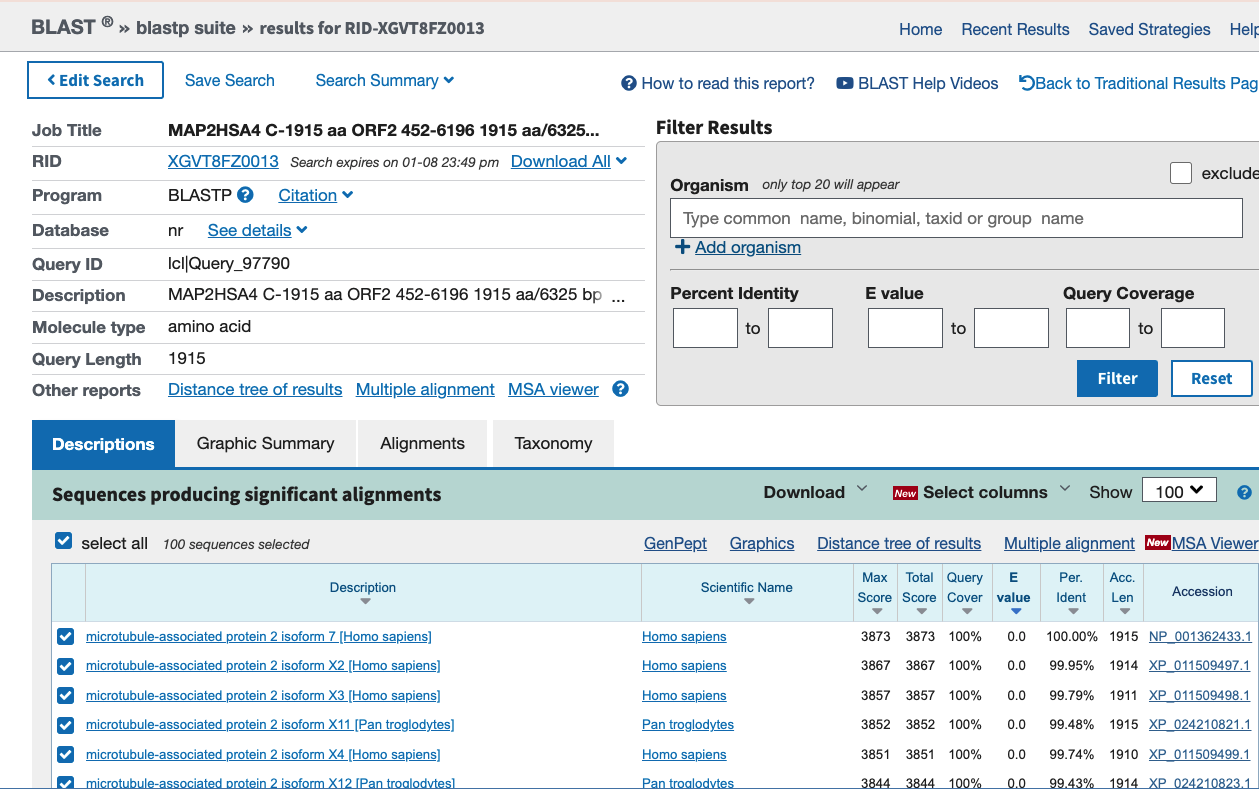 BLAST ® » blastp suite » results for RID-XGVT8FZ0013
Home Recent Results Saved Strategies Help
< Edit Search Save Search Search Summary
? How to read this report? BLAST Help Videos Back to Traditional Results Pag
Job Title MAP2HSA4 C-1915 aa ORF2 452-6196 1915 aa/6325...
RID XGVT8FZ0013 Search expires on 01-08 23:49 pm Download All
Program BLASTP ? Citation
Database nr See details
Query ID lcl|Query_97790
Description MAP2HSA4 C-1915 aa ORF2 452-6196 1915 aa/6325 bp ...
Molecule type amino acid
Query Length 1915
Other reports Distance tree of results Multiple alignment MSA viewer ?
Filter Results
Organism only top 20 will appear exclude
Type common name, binomial, taxid or group name
+ Add organism
Percent Identity E value Query Coverage
to to to
Filter Reset
Descriptions Graphic Summary Alignments Taxonomy
Sequences producing significant alignments Download New Select columns Show 100 ?
select all 100 sequences selected GenPept Graphics Distance tree of results Multiple alignment New MSA Viewer
Description Scientific Name Max Score Total Score Query Cover E value Per. Ident Acc. Len Accession
microtubule-associated protein 2 isoform 7 [Homo sapiens] Homo sapiens 3873 3873 100% 0.0 100.00% 1915 NP_001362433.1
microtubule-associated protein 2 isoform X2 [Homo sapiens] Homo sapiens 3867 3867 100% 0.0 99.95% 1914 XP_011509497.1
microtubule-associated protein 2 isoform X3 [Homo sapiens] Homo sapiens 3857 3857 100% 0.0 99.79% 1911 XP_011509498.1
microtubule-associated protein 2 isoform X11 [Pan troglodytes] Pan troglodytes 3852 3852 100% 0.0 99.48% 1915 XP_024210821.1
microtubule-associated protein 2 isoform X4 [Homo sapiens] Homo sapiens 3851 3851 100% 0.0 99.74% 1910 XP_011509499.1
microtubule-associated protein 2 isoform X12 [Pan troglodytes] Pan troglodytes 3844 3844 100% 0.0 99.43% 1914 XP_024210823.1